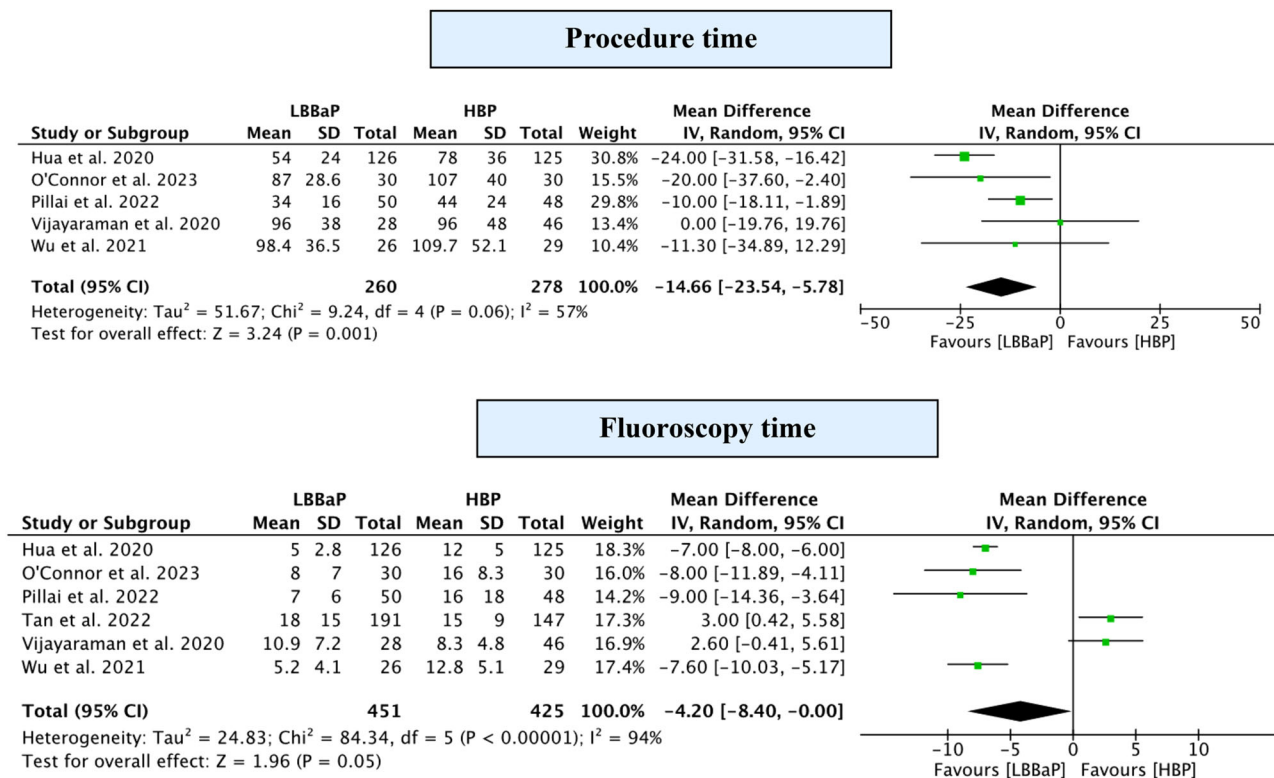 Procedure time
LBBaP HBP Mean Difference Mean Difference
Study or Subgroup Mean SD Total Mean SD Total Weight IV, Random, 95% CI IV, Random, 95% CI
Hua et al. 2020 54 24 126 78 36 125 30.8% −24.00 [−31.58, −16.42]
O'Connor et al. 2023 87 28.6 30 107 40 30 15.5% −20.00 [−37.60, −2.40]
Pillai et al. 2022 34 16 50 44 24 48 29.8% −10.00 [−18.11, −1.89]
Vijayaraman et al. 2020 96 38 28 96 48 46 13.4% 0.00 [−19.76, 19.76]
Wu et al. 2021 98.4 36.5 26 109.7 52.1 29 10.4% −11.30 [−34.89, 12.29]
Total (95% CI) 260 278 100.0% −14.66 [−23.54, −5.78]
Heterogeneity: Tau² = 51.67; Chi² = 9.24, df = 4 (P = 0.06); I² = 57%
Test for overall effect: Z = 3.24 (P = 0.001)
−50 −25 0 25 50
Favours [LBBaP] Favours [HBP]
Fluoroscopy time
LBBaP HBP Mean Difference Mean Difference
Study or Subgroup Mean SD Total Mean SD Total Weight IV, Random, 95% CI IV, Random, 95% CI
Hua et al. 2020 5 2.8 126 12 5 125 18.3% −7.00 [−8.00, −6.00]
O'Connor et al. 2023 8 7 30 16 8.3 30 16.0% −8.00 [−11.89, −4.11]
Pillai et al. 2022 7 6 50 16 18 48 14.2% −9.00 [−14.36, −3.64]
Tan et al. 2022 18 15 191 15 9 147 17.3% 3.00 [0.42, 5.58]
Vijayaraman et al. 2020 10.9 7.2 28 8.3 4.8 46 16.9% 2.60 [−0.41, 5.61]
Wu et al. 2021 5.2 4.1 26 12.8 5.1 29 17.4% −7.60 [−10.03, −5.17]
Total (95% CI) 451 425 100.0% −4.20 [−8.40, −0.00]
Heterogeneity: Tau² = 24.83; Chi² = 84.34, df = 5 (P < 0.00001); I² = 94%
Test for overall effect: Z = 1.96 (P = 0.05)
−10 −5 0 5 10
Favours [LBBaP] Favours [HBP]